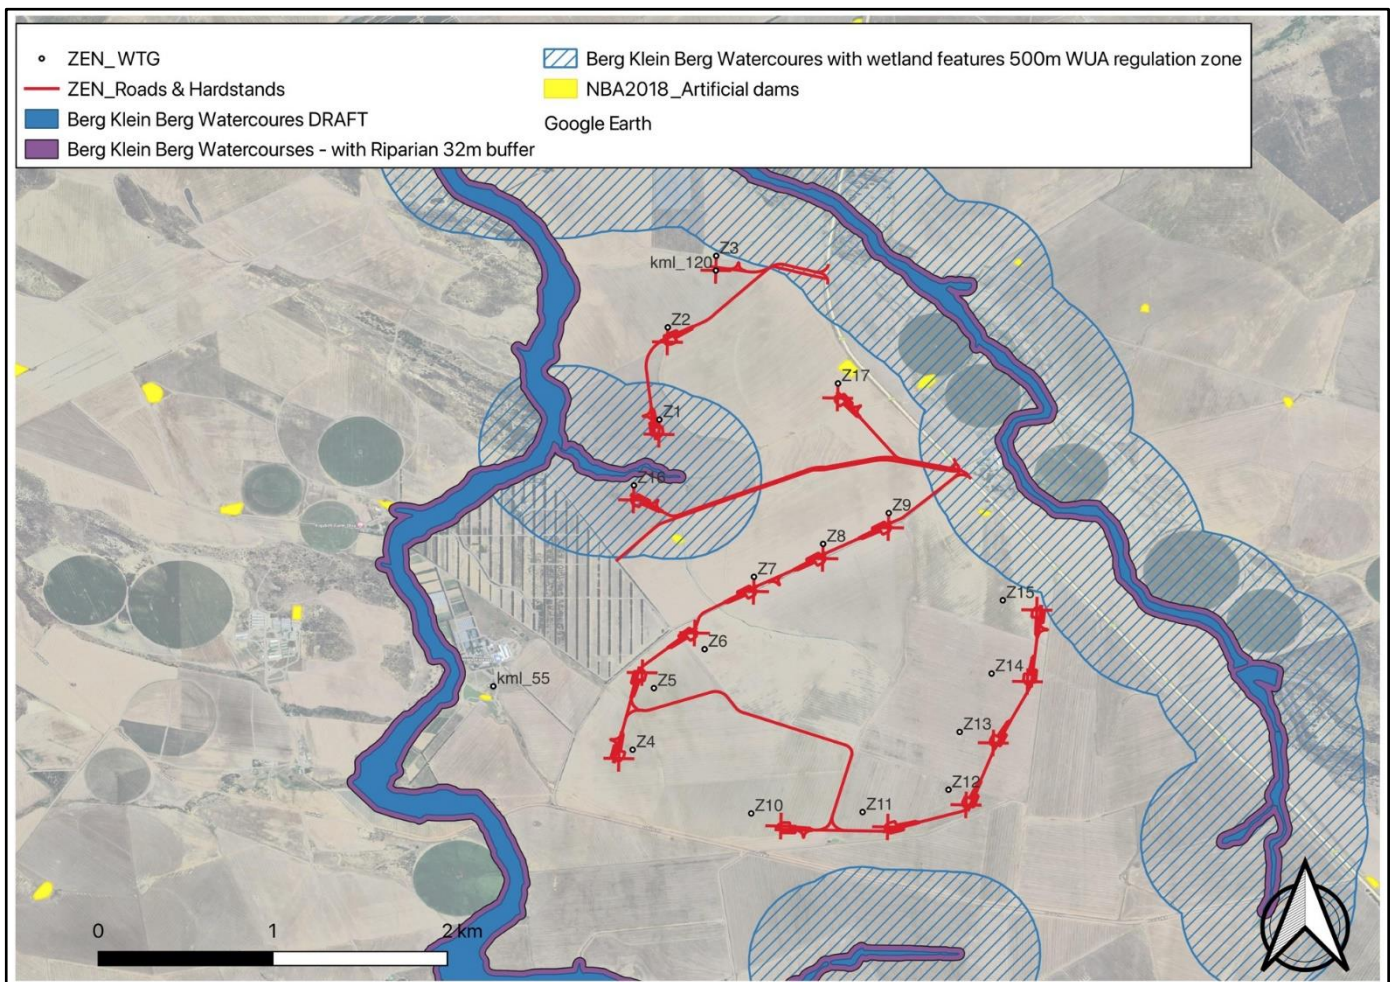 ZEN_WTG
ZEN_Roads & Hardstands
Berg Klein Berg Watercoures DRAFT
Berg Klein Berg Watercourses - with Riparian 32m buffer
Berg Klein Berg Watercoures with wetland features 500m WUA regulation zone
NBA2018_Artificial dams
Google Earth
Z3
kml_120
Z2
Z17
Z1
Z16
Z9
Z8
Z7
Z15
Z6
Z14
kml_55
Z5
Z13
Z4
Z12
Z10
Z11
0 1 2 km